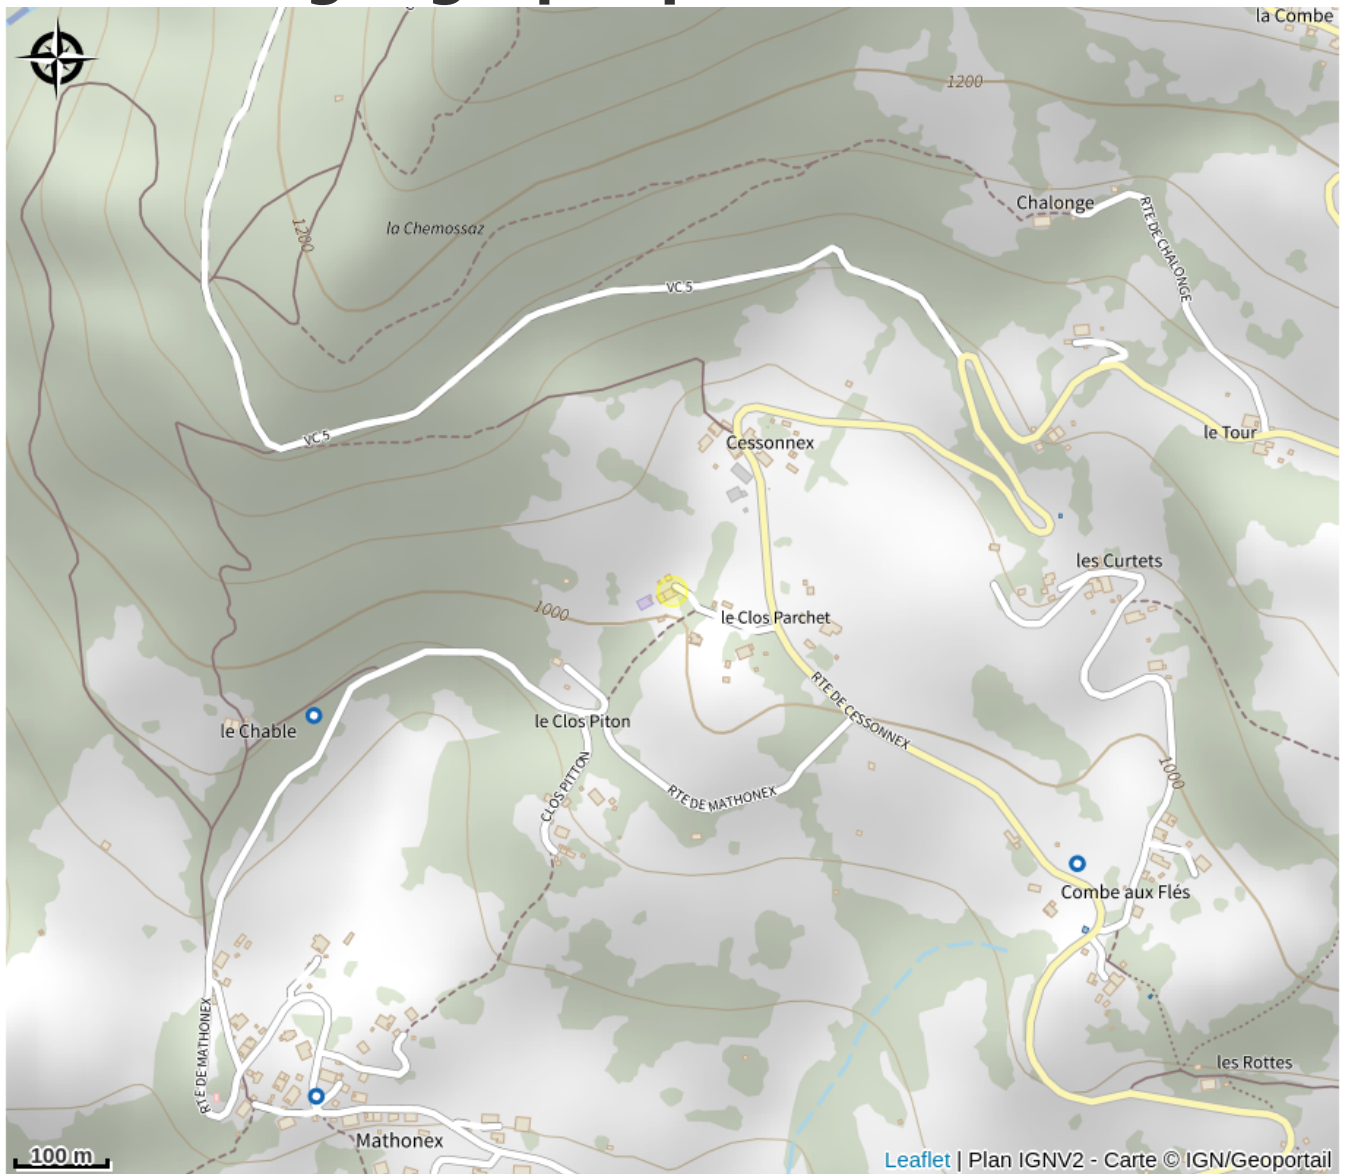 la Combe
1200
Chalonge
RTE DE CHALONGE
1200
la Chemossaz
VC 5
VC 5
le Tour
Cessonnex
les Curtets
1000
le Clos Parchet
RTE DE CESSONNEX
le Clos Piton
le Chable
1000
CLOS PITTON
RTE DE MATHONEX
Combe aux Flés
RTE DE MATHONEX
les Rottes
Mathonex
100 m
Leaflet | Plan IGNV2 - Carte © IGN/Geoportail